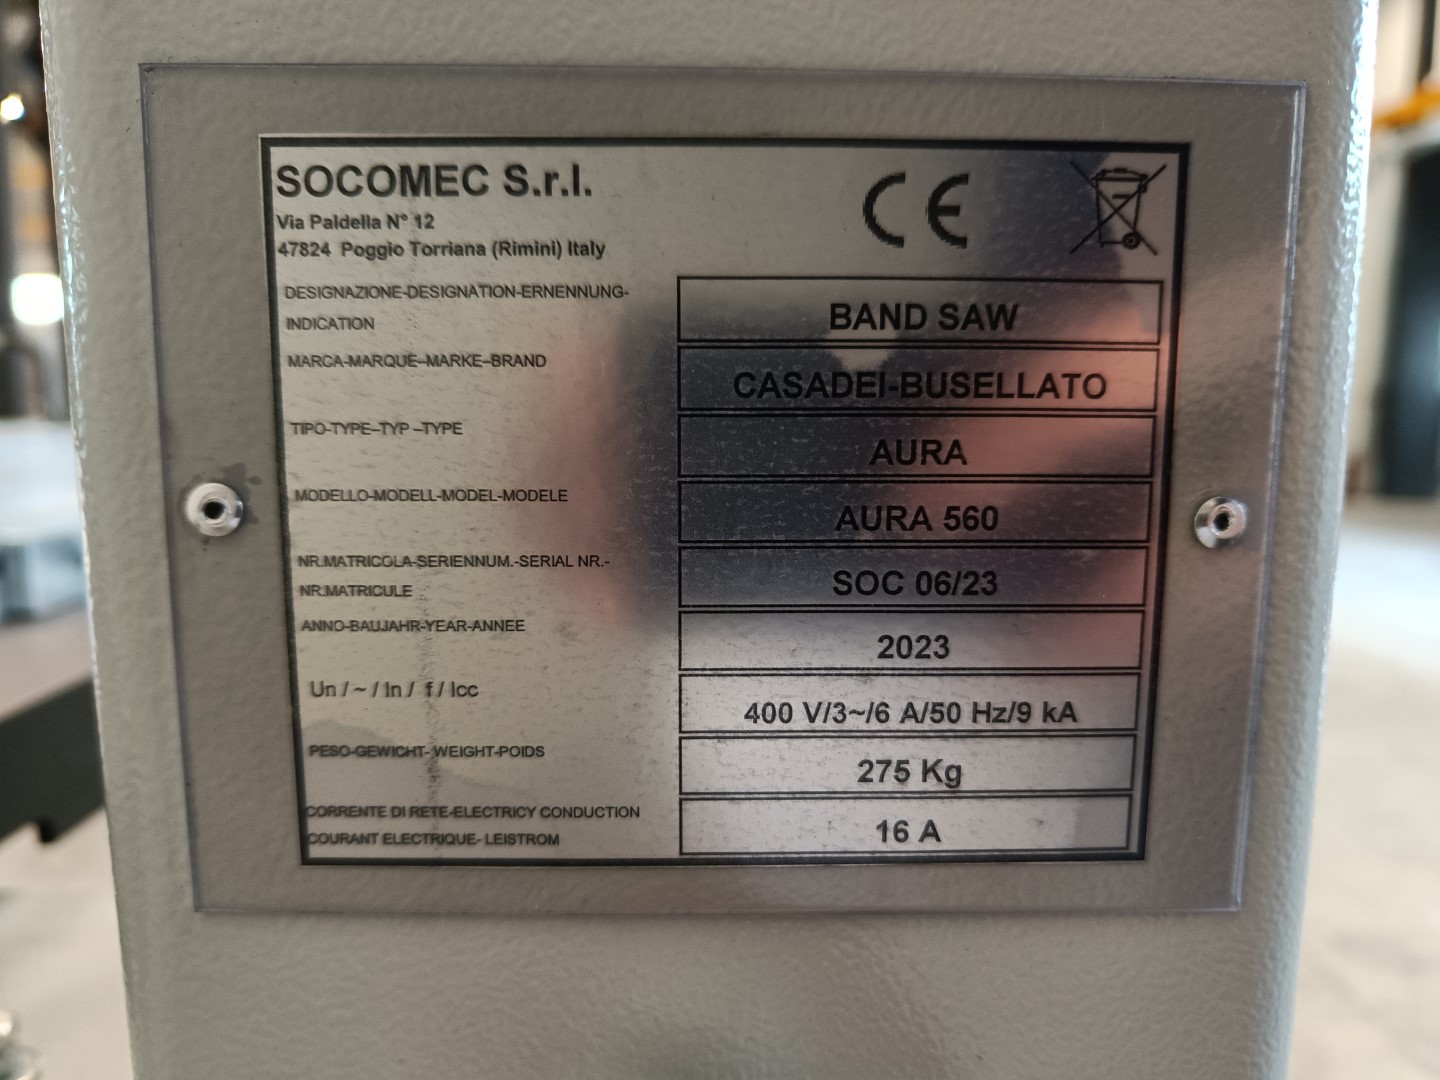 SOCOMEC S.r.l.
Via Paldella N° 12
47824 Poggio Torriana (Rimini) Italy
CE
DESIGNAZIONE-DESIGNATION-ERNENNUNG-
INDICATION
BAND SAW
MARCA-MARQUE–MARKE–BRAND
CASADEI-BUSELLATO
TIPO-TYPE–TYP –TYPE
AURA
MODELLO-MODELL-MODEL-MODELE
AURA 560
NR.MATRICOLA-SERIENNUM.-SERIAL NR.-
NR.MATRICULE
SOC 06/23
ANNO-BAUJAHR-YEAR-ANNEE
2023
Un / ~ / In / f / Icc
400 V/3~/6 A/50 Hz/9 kA
PESO-GEWICHT- WEIGHT-POIDS
275 Kg
CORRENTE DI RETE-ELECTRICY CONDUCTION
COURANT ELECTRIQUE- LEISTROM
16 A